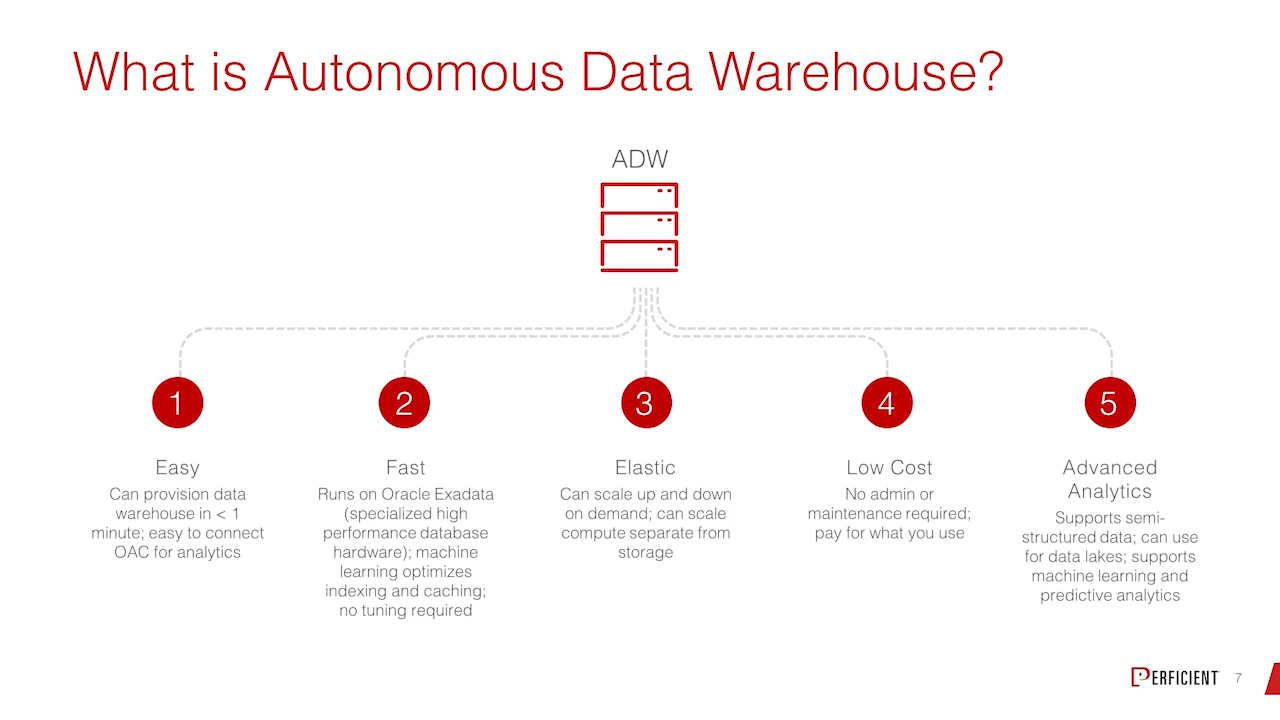 What is Autonomous Data Warehouse?
ADW
1
Easy
Can provision data
warehouse in < 1
minute; easy to connect
OAC for analytics
2
Fast
Runs on Oracle Exadata
(specialized high
performance database
hardware); machine
learning optimizes
indexing and caching;
no tuning required
3
Elastic
Can scale up and down
on demand; can scale
compute separate from
storage
4
Low Cost
No admin or
maintenance required;
pay for what you use
5
Advanced
Analytics
Supports semi-
structured data; can use
for data lakes; supports
machine learning and
predictive analytics
PERFICIENT
7